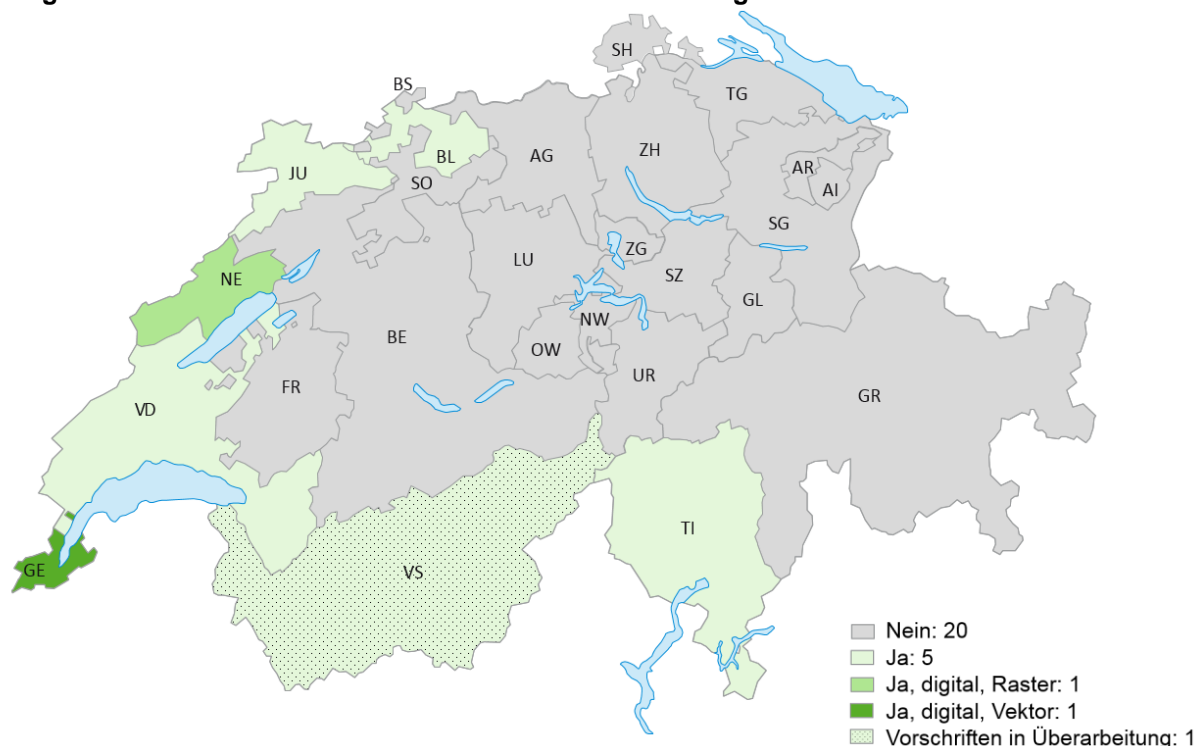 SH
BS
TG
BL
AG
ZH
JU
SO
AR
AI
SG
NE
LU
ZG
SZ
GL
NW
BE
OW
UR
FR
GR
VD
TI
GE
VS
Nein: 20
Ja: 5
Ja, digital, Raster: 1
Ja, digital, Vektor: 1
Vorschriften in Überarbeitung: 1